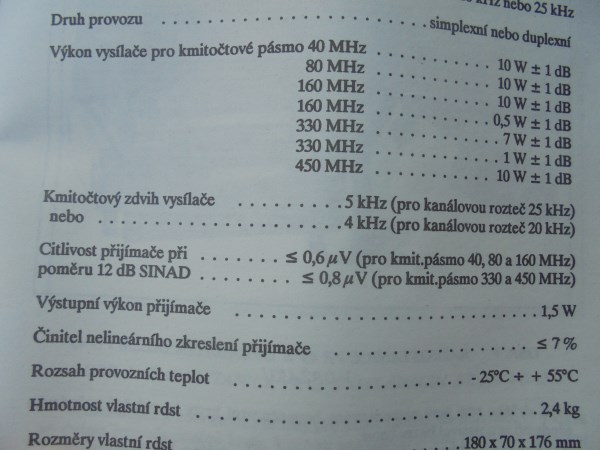 kHz nebo 25 kHz
Druh provozu . . . . . . . . . . . . . . . . . . . . . . simplexní nebo duplexní
Výkon vysílače pro kmitočtové pásmo 40 MHz . . . . . . . . . . 10 W ± 1 dB
80 MHz . . . . . . . . . . 10 W ± 1 dB
160 MHz . . . . . . . . . . 10 W ± 1 dB
160 MHz . . . . . . . . . . 0,5 W ± 1 dB
330 MHz . . . . . . . . . . 7 W ± 1 dB
330 MHz . . . . . . . . . . 1 W ± 1 dB
450 MHz . . . . . . . . . . 10 W ± 1 dB
Kmitočtový zdvih vysílače . . . . . . . . . 5 kHz (pro kanálovou rozteč 25 kHz)
nebo . . . . . . . . . . . . . . . . . . . . 4 kHz (pro kanálovou rozteč 20 kHz)
Citlivost přijímače při . . . . . . . ≤ 0,6 μV (pro kmit.pásmo 40, 80 a 160 MHz)
poměru 12 dB SINAD . . . . . . . . ≤ 0,8 μV (pro kmit.pásmo 330 a 450 MHz)
Výstupní výkon přijímače . . . . . . . . . . . . . . . . . . . . . . . . 1,5 W
Činitel nelineárního zkreslení přijímače . . . . . . . . . . . . . . ≤ 7 %
Rozsah provozních teplot . . . . . . . . . . . . . . . . . . - 25°C + + 55°C
Hmotnost vlastní rdst . . . . . . . . . . . . . . . . . . . . . . . . . 2,4 kg
Rozměry vlastní rdst . . . . . . . . . . . . . . . . . . . 180 x 70 x 176 mm